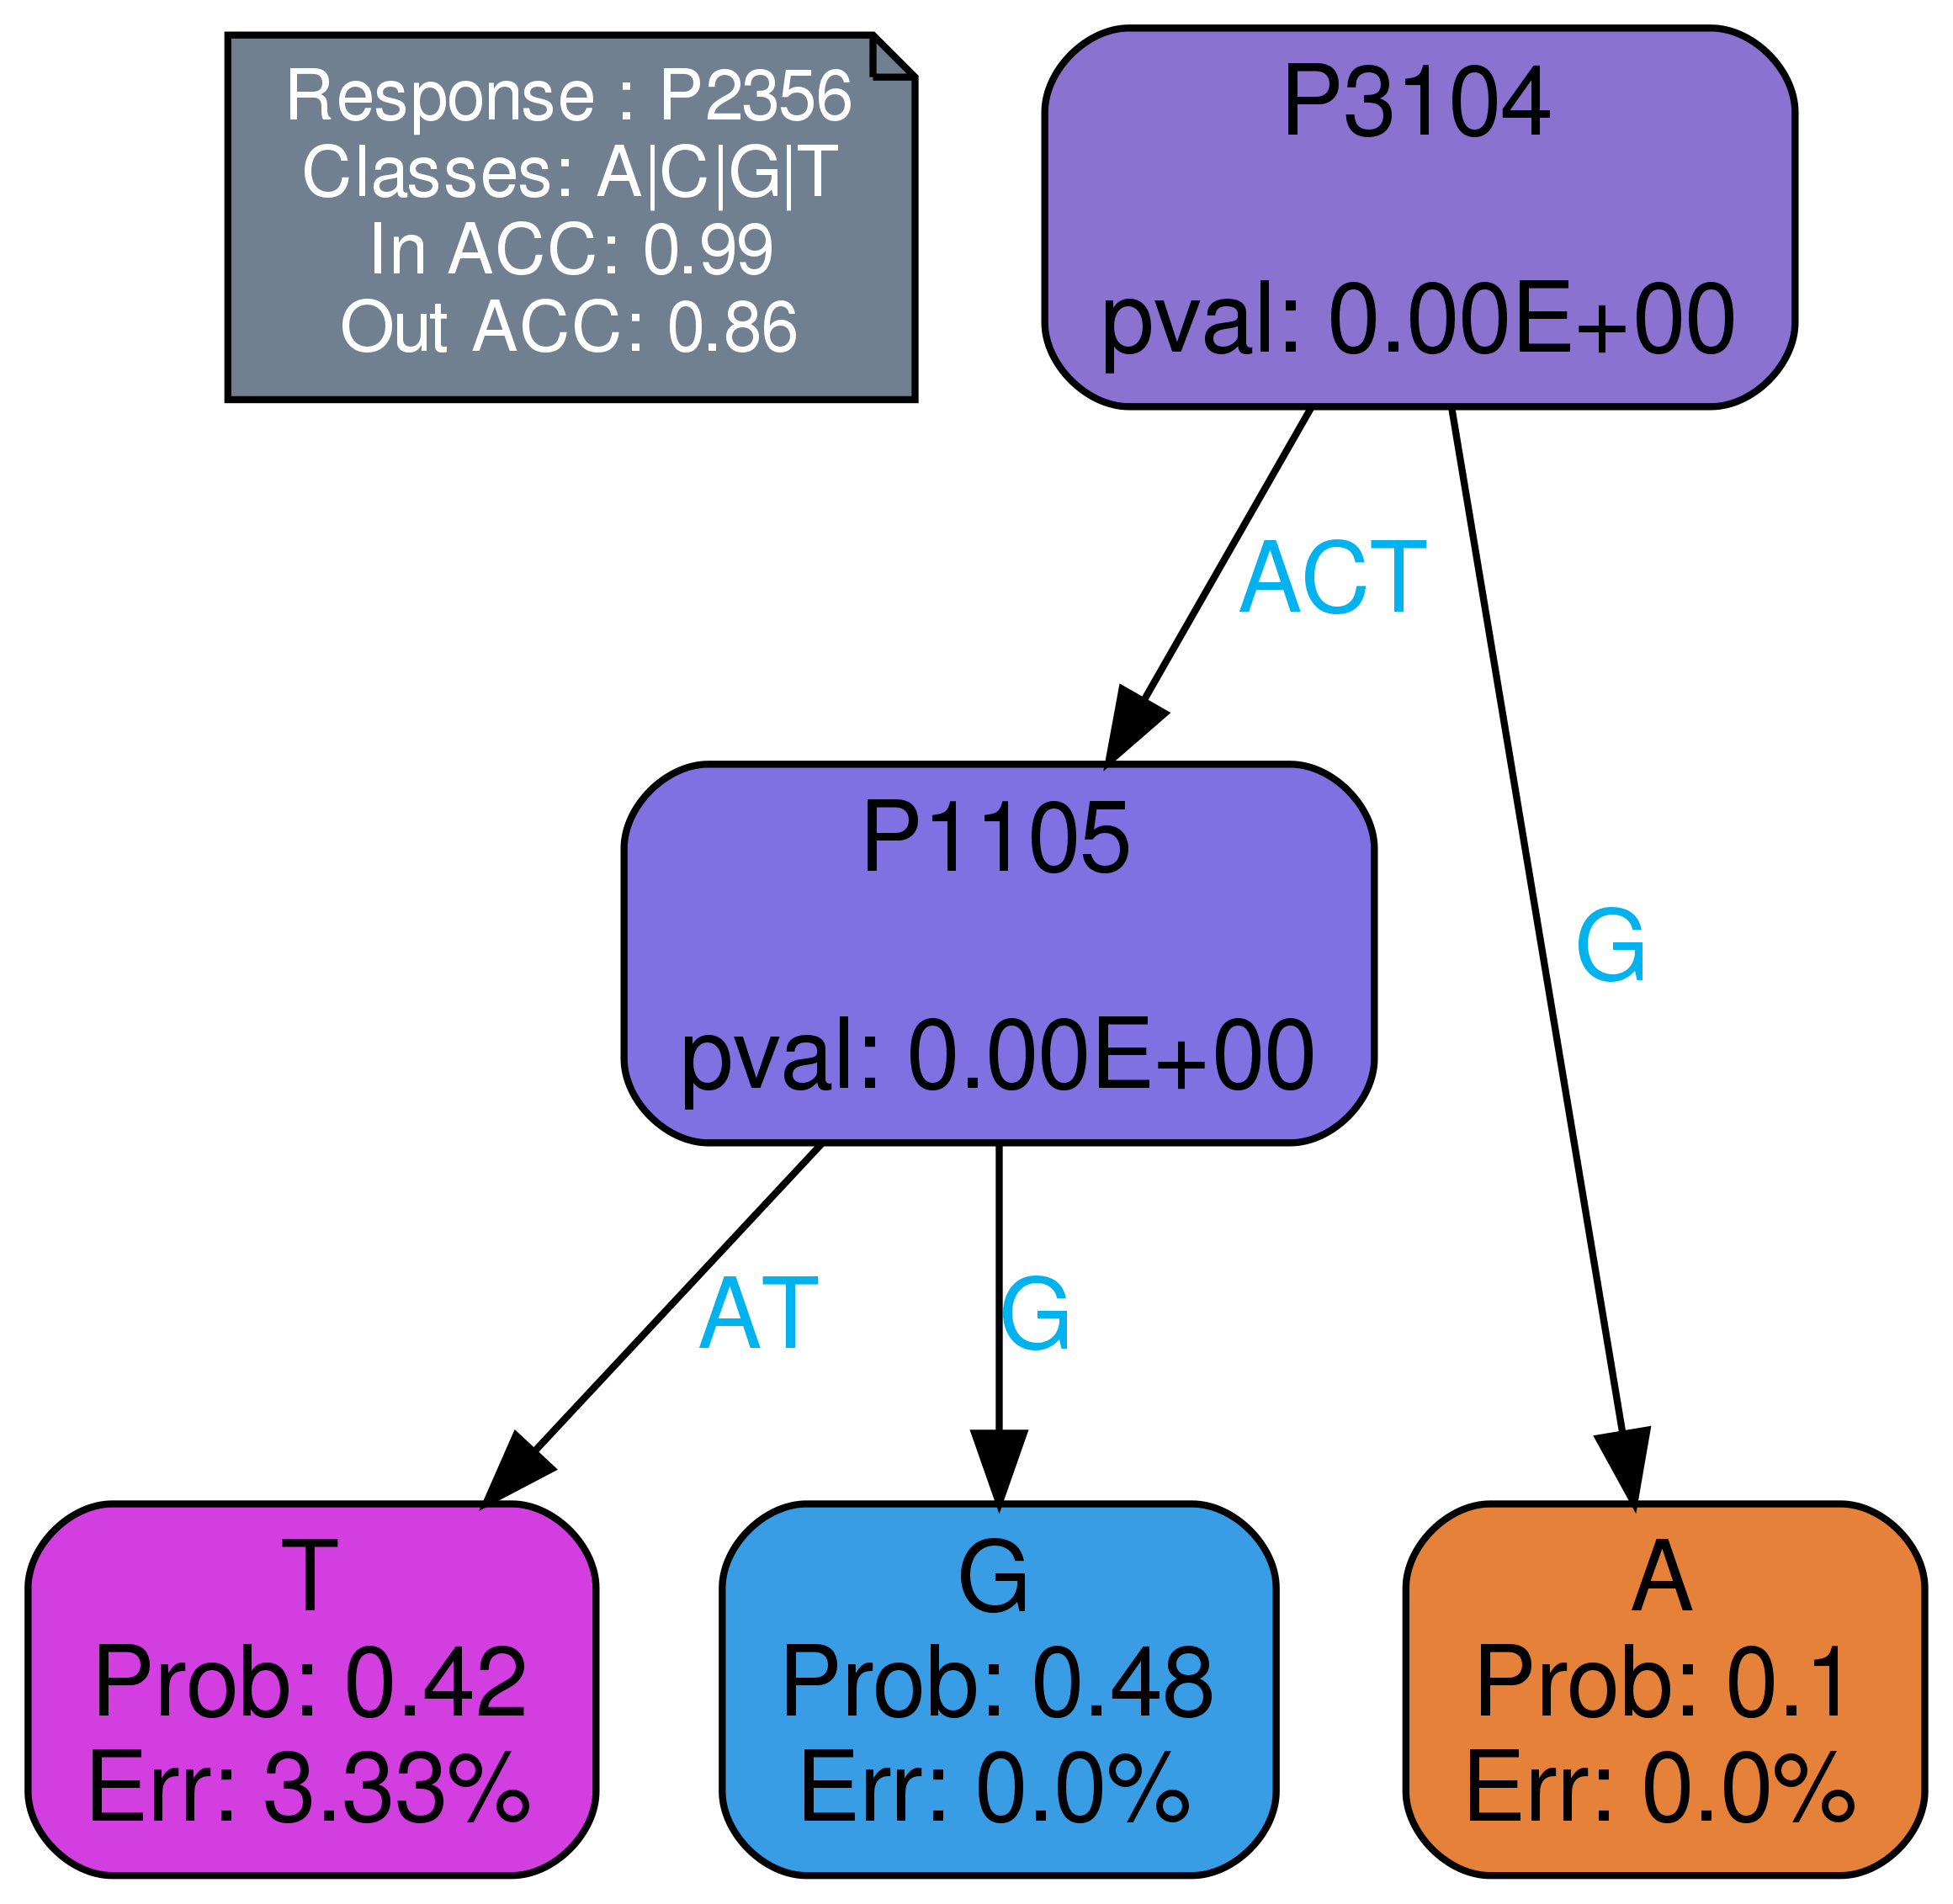 Response : P2356
Classes: A|C|G|T
In ACC: 0.99
Out ACC: 0.86
P3104
pval: 0.00E+00
ACT
G
P1105
pval: 0.00E+00
AT
G
T
Prob: 0.42
Err: 3.33%
G
Prob: 0.48
Err: 0.0%
A
Prob: 0.1
Err: 0.0%